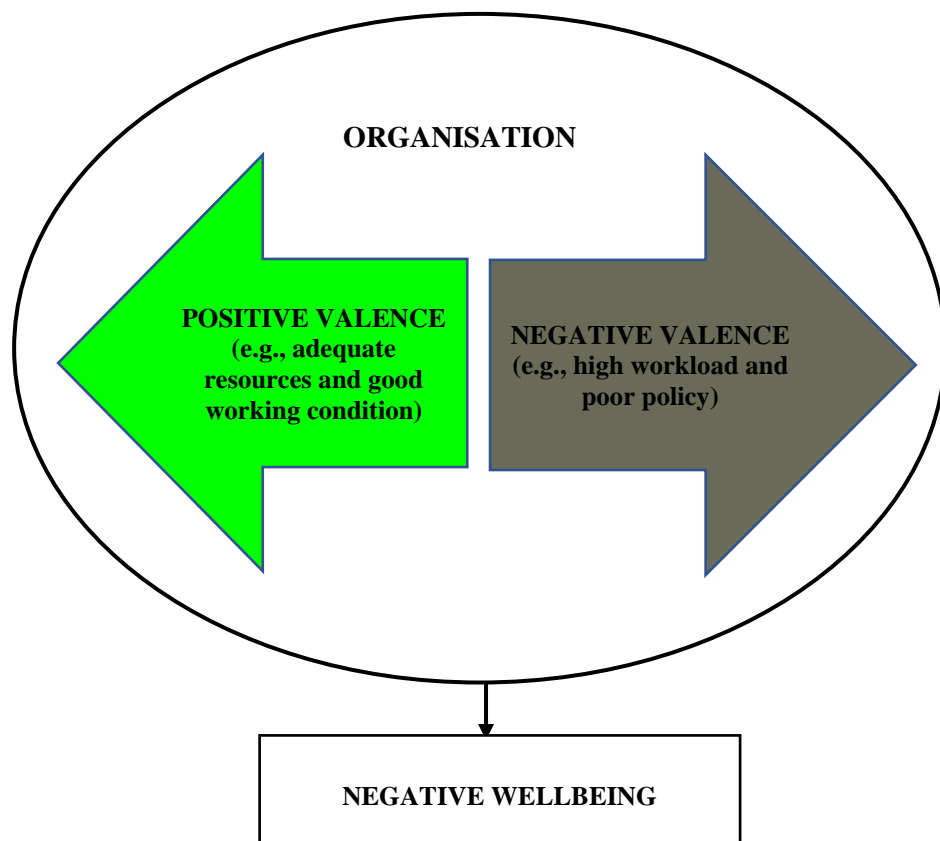 ORGANISATION
POSITIVE VALENCE
(e.g., adequate
resources and good
working condition)
NEGATIVE VALENCE
(e.g., high workload and
poor policy)
NEGATIVE WELLBEING